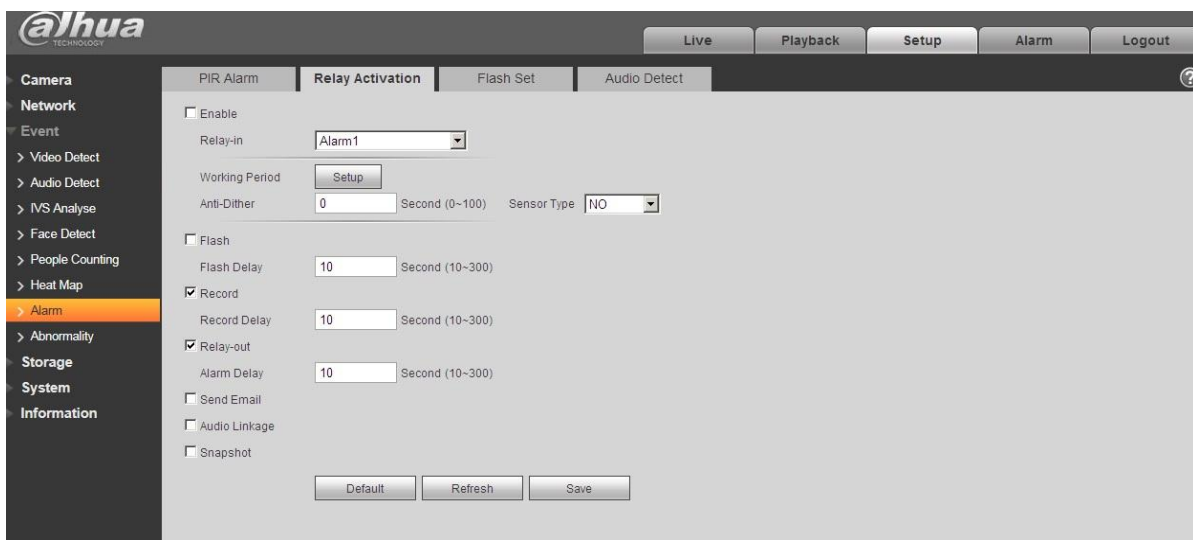 alhua
TECHNOLOGY
Live Playback Setup Alarm Logout
Camera
Network
Event
> Video Detect
> Audio Detect
> IVS Analyse
> Face Detect
> People Counting
> Heat Map
> Alarm
> Abnormality
Storage
System
Information
PIR Alarm Relay Activation Flash Set Audio Detect ?
Enable
Relay-in Alarm1
Working Period Setup
Anti-Dither 0 Second (0~100) Sensor Type NO
Flash
Flash Delay 10 Second (10~300)
Record
Record Delay 10 Second (10~300)
Relay-out
Alarm Delay 10 Second (10~300)
Send Email
Audio Linkage
Snapshot
Default Refresh Save